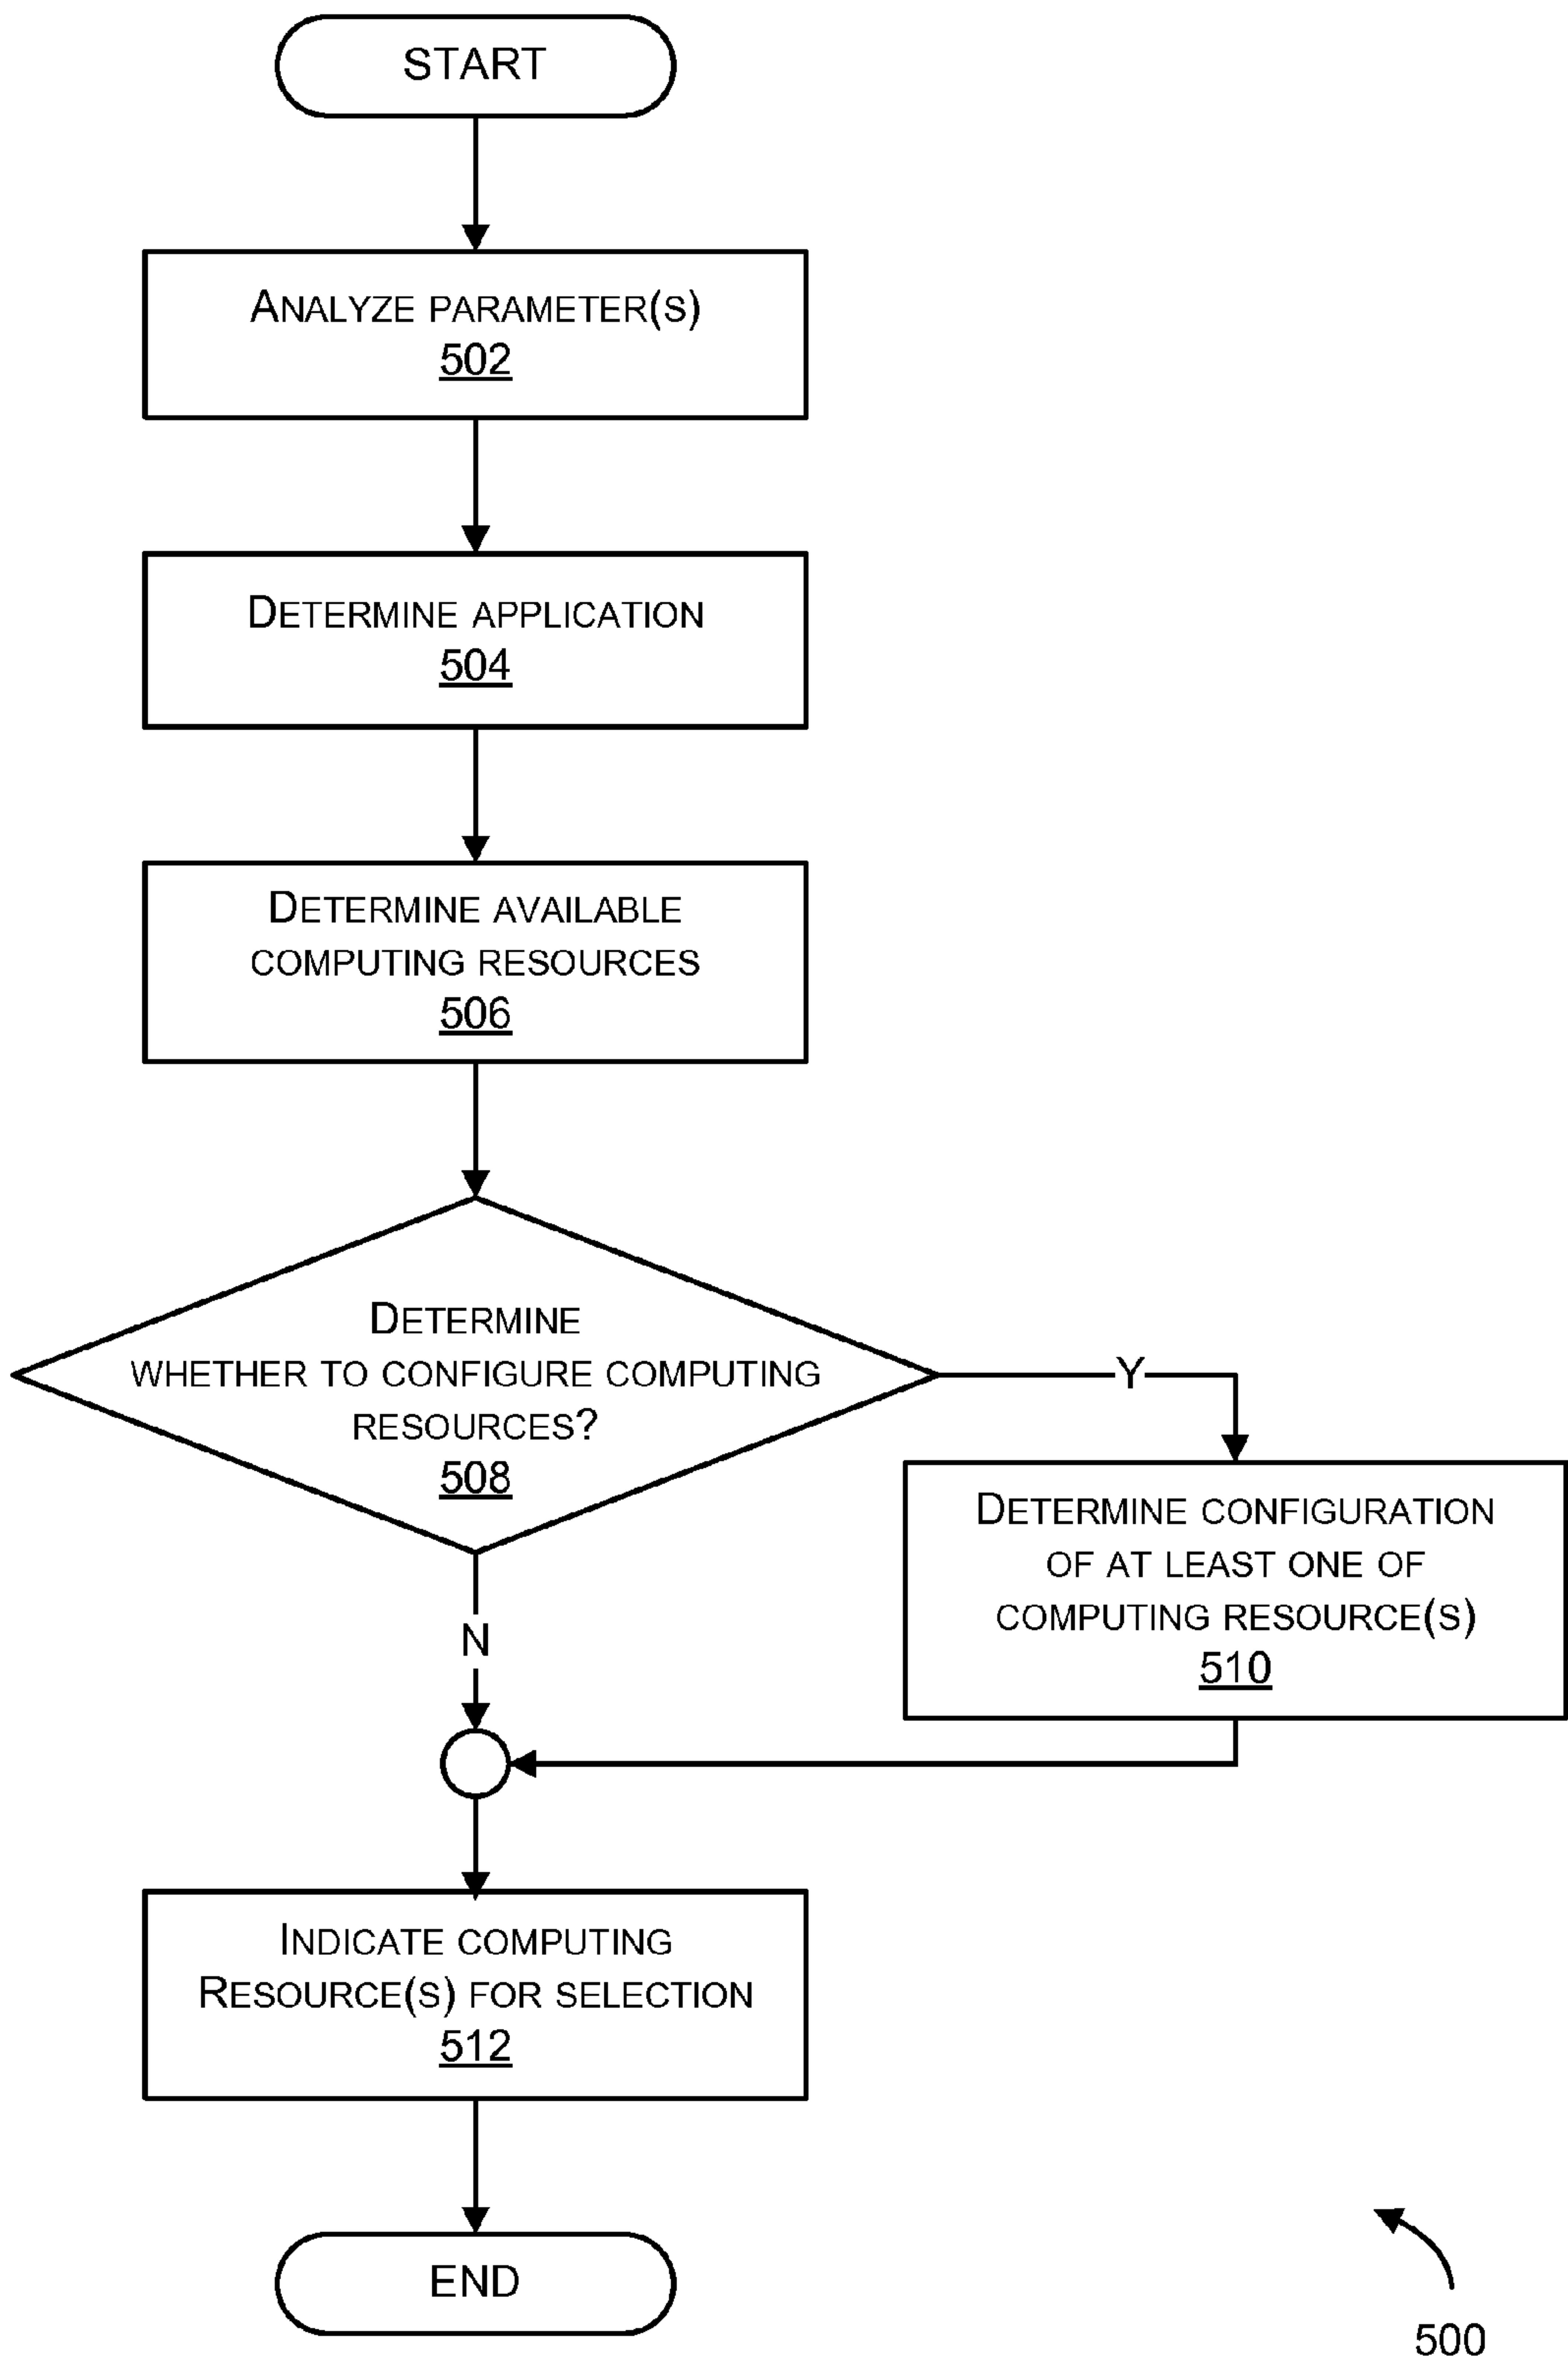 START
ANALYZE PARAMETER(S)
502
DETERMINE APPLICATION
504
DETERMINE AVAILABLE
COMPUTING RESOURCES
506
DETERMINE
WHETHER TO CONFIGURE COMPUTING
RESOURCES?
508
Y
DETERMINE CONFIGURATION
OF AT LEAST ONE OF
COMPUTING RESOURCE(S)
510
N
INDICATE COMPUTING
RESOURCE(S) FOR SELECTION
512
END
500